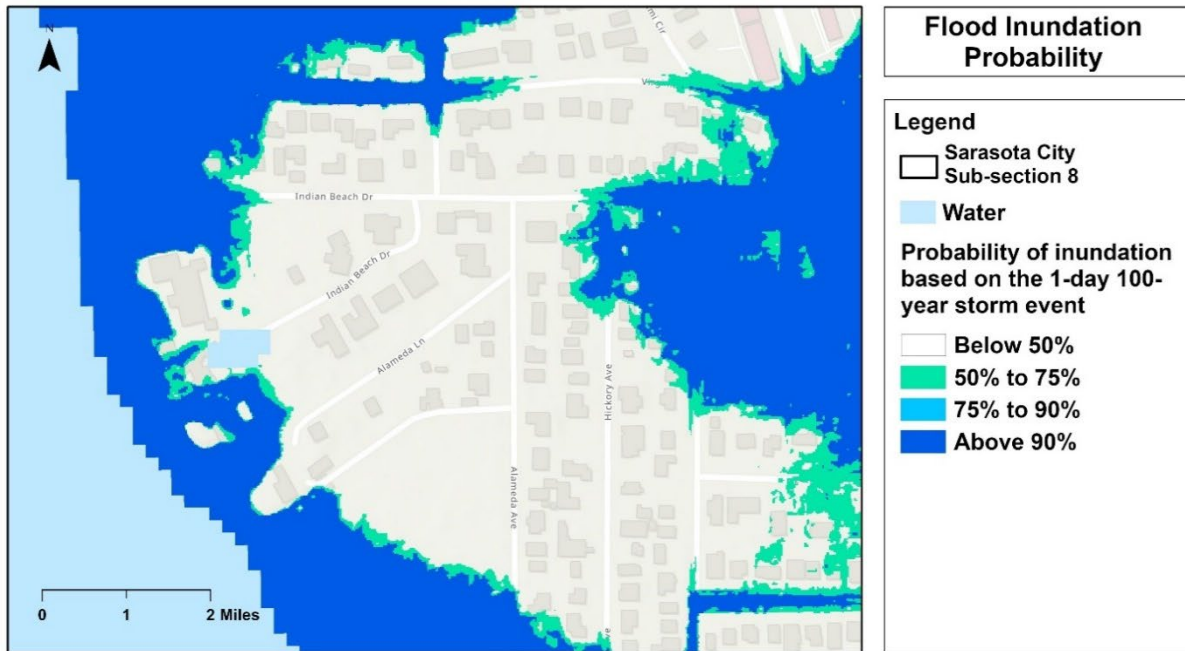 Flood Inundation
Probability
Legend
Sarasota City
Sub-section 8
Water
Probability of inundation
based on the 1-day 100-
year storm event
Below 50%
50% to 75%
75% to 90%
Above 90%
N
mi Cir
Indian Beach Dr
Indian Beach Dr
Alameda Ln
Hickory Ave
Alameda Ave
0 1 2 Miles